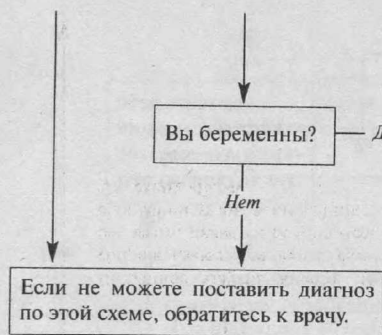 Вы беременны?
Нет
Если не можете поставить диагноз
по этой схеме, обратитесь к врачу.